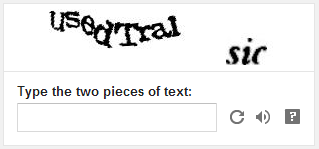 usedTral sic
Type the two pieces of text:
?